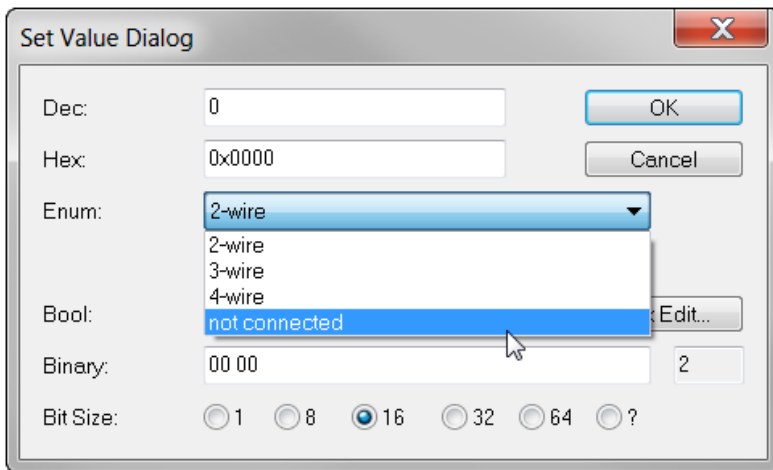 Set Value Dialog
X
Dec: 0 OK
Hex: 0x0000 Cancel
Enum: 2-wire
2-wire
3-wire
4-wire
not connected
Bool: Edit...
Binary: 00 00 2
Bit Size: 1 8 16 32 64 ?